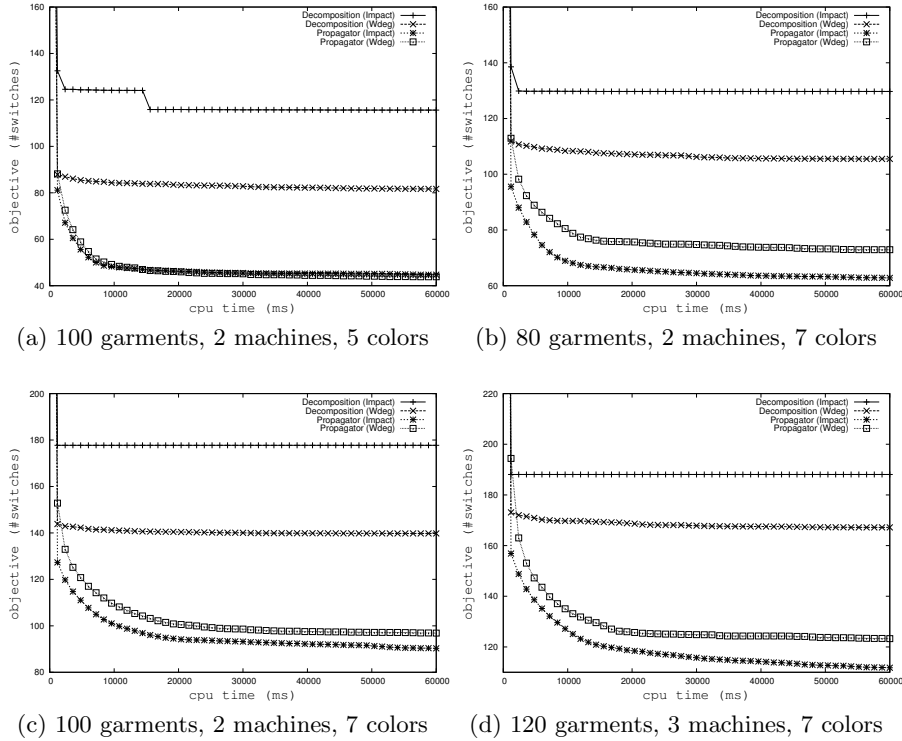 160
140
120
100
80
60
40
0 10000 20000 30000 40000 50000 60000
objective (#switches)
cpu time (ms)
Decomposition (Impact)
Decomposition (Wdeg)
Propagator (Impact)
Propagator (Wdeg)
(a) 100 garments, 2 machines, 5 colors
160
140
120
100
80
60
0 10000 20000 30000 40000 50000 60000
objective (#switches)
cpu time (ms)
Decomposition (Impact)
Decomposition (Wdeg)
Propagator (Impact)
Propagator (Wdeg)
(b) 80 garments, 2 machines, 7 colors
200
180
160
140
120
100
80
0 10000 20000 30000 40000 50000 60000
objective (#switches)
cpu time (ms)
Decomposition (Impact)
Decomposition (Wdeg)
Propagator (Impact)
Propagator (Wdeg)
(c) 100 garments, 2 machines, 7 colors
220
200
180
160
140
120
0 10000 20000 30000 40000 50000 60000
objective (#switches)
cpu time (ms)
Decomposition (Impact)
Decomposition (Wdeg)
Propagator (Impact)
Propagator (Wdeg)
(d) 120 garments, 3 machines, 7 colors